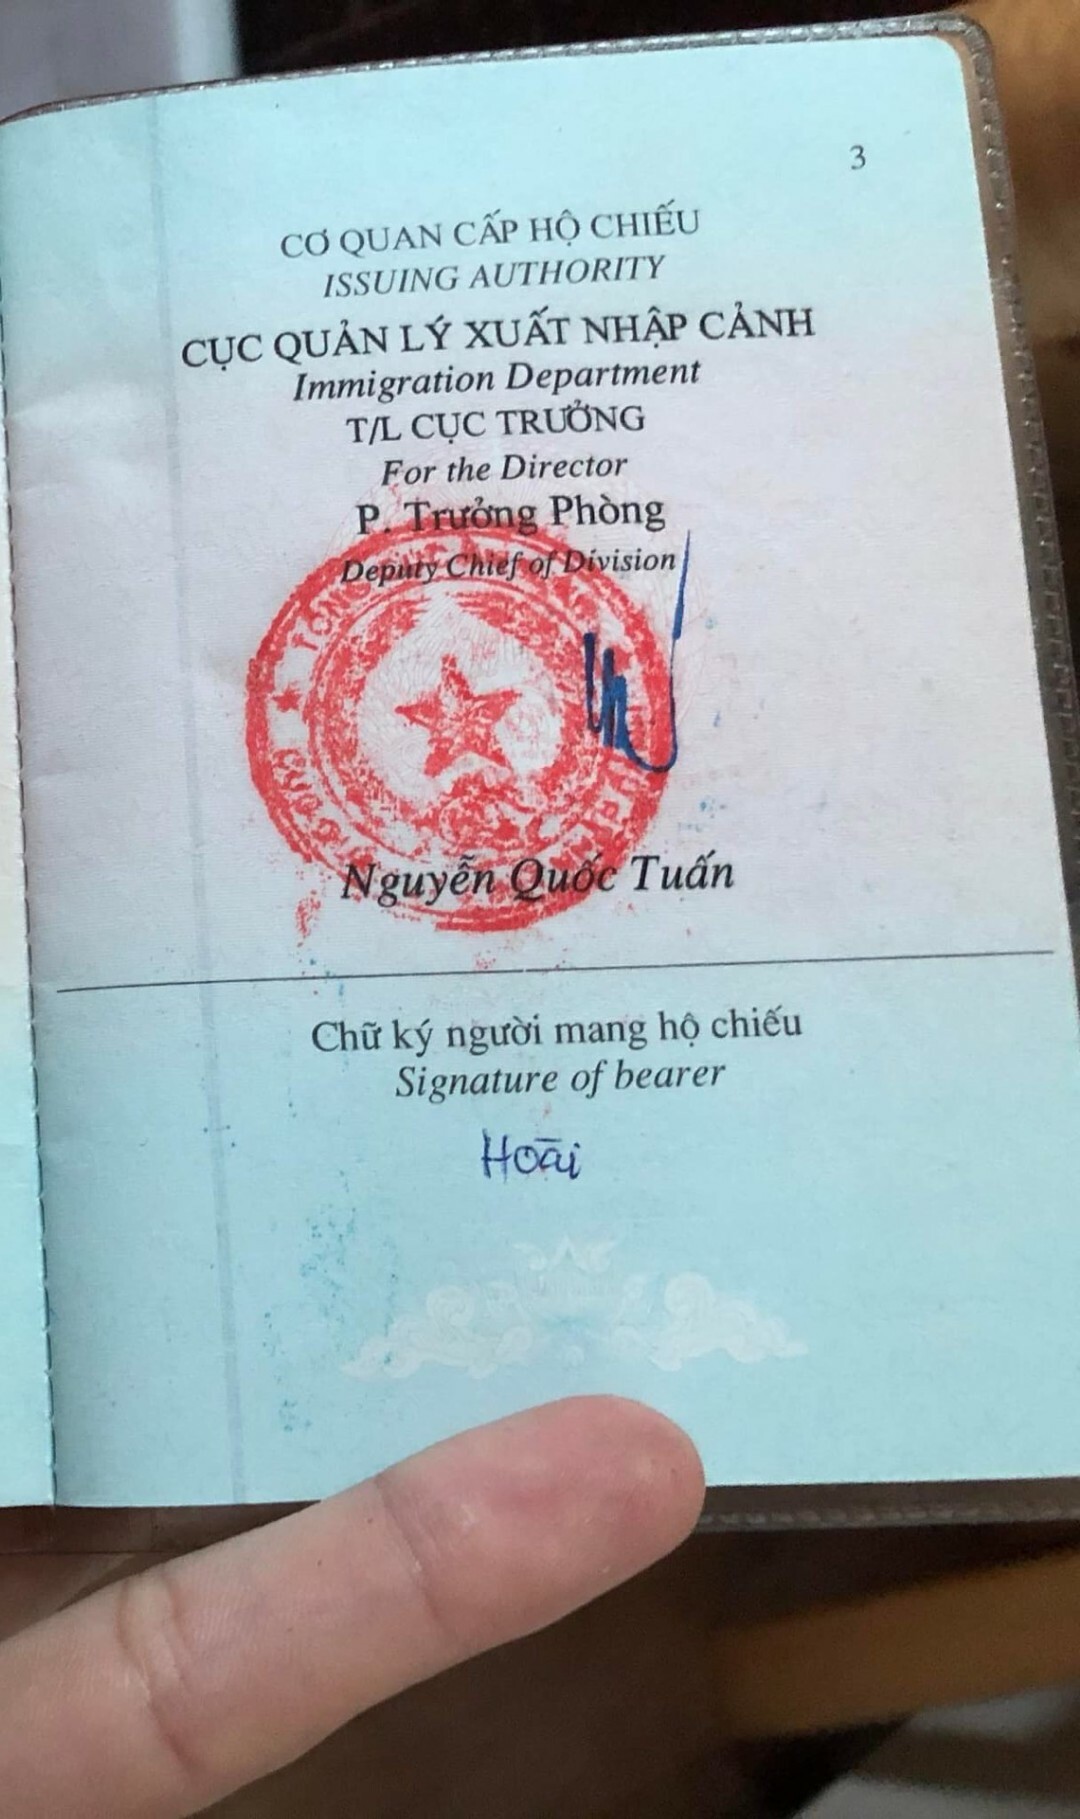 3
CƠ QUAN CẤP HỘ CHIẾU
ISSUING AUTHORITY
CỤC QUẢN LÝ XUẤT NHẬP CẢNH
Immigration Department
T/L CỤC TRƯỞNG
For the Director
P. Trưởng Phòng
Deputy Chief of Division
Nguyễn Quốc Tuấn
Chữ ký người mang hộ chiếu
Signature of bearer
Hoài